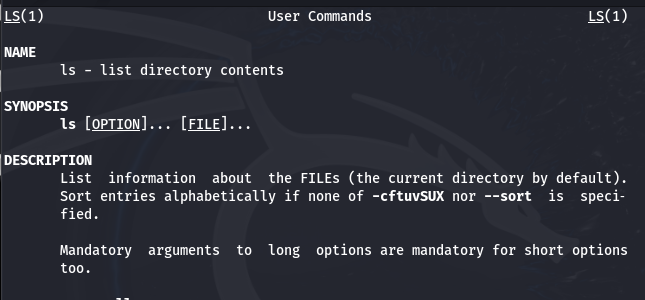 LS(1) User Commands LS(1)
NAME
ls - list directory contents
SYNOPSIS
ls [OPTION]... [FILE]...
DESCRIPTION
List information about the FILEs (the current directory by default).
Sort entries alphabetically if none of -cftuvSUX nor --sort is speci-
fied.
Mandatory arguments to long options are mandatory for short options
too.